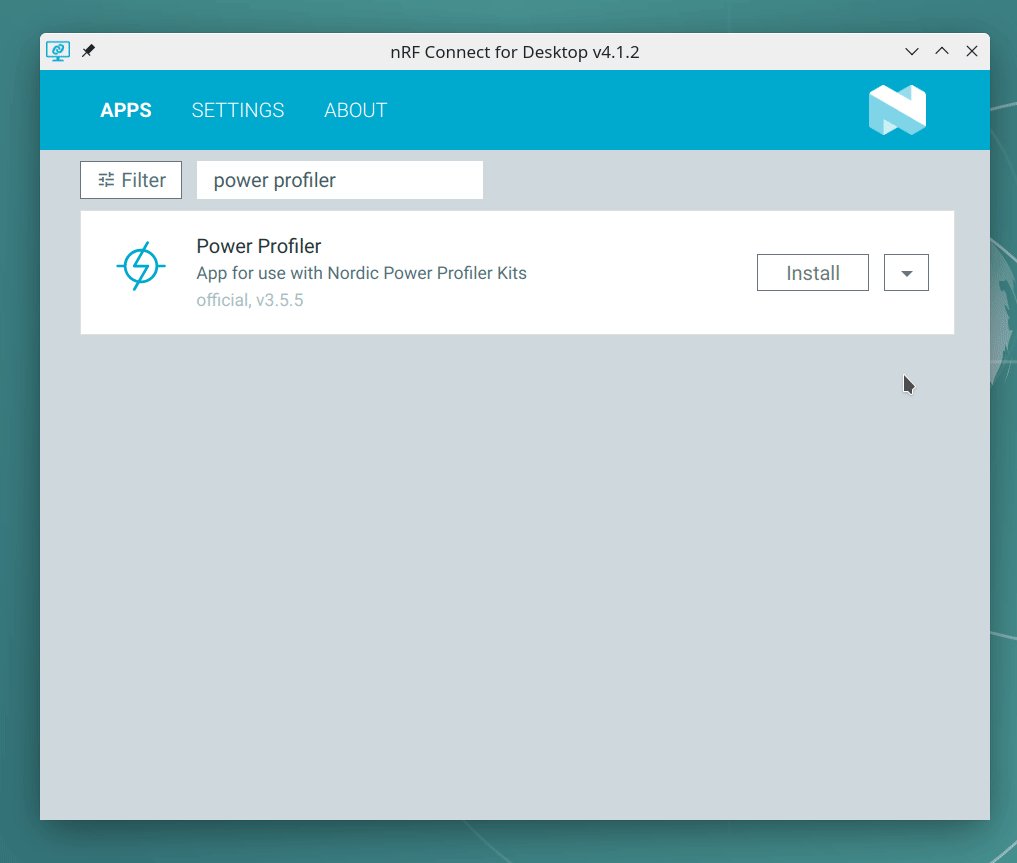 nRF Connect for Desktop v4.1.2
APPS SETTINGS ABOUT
Filter power profiler
Power Profiler
App for use with Nordic Power Profiler Kits
official, v3.5.5
Install